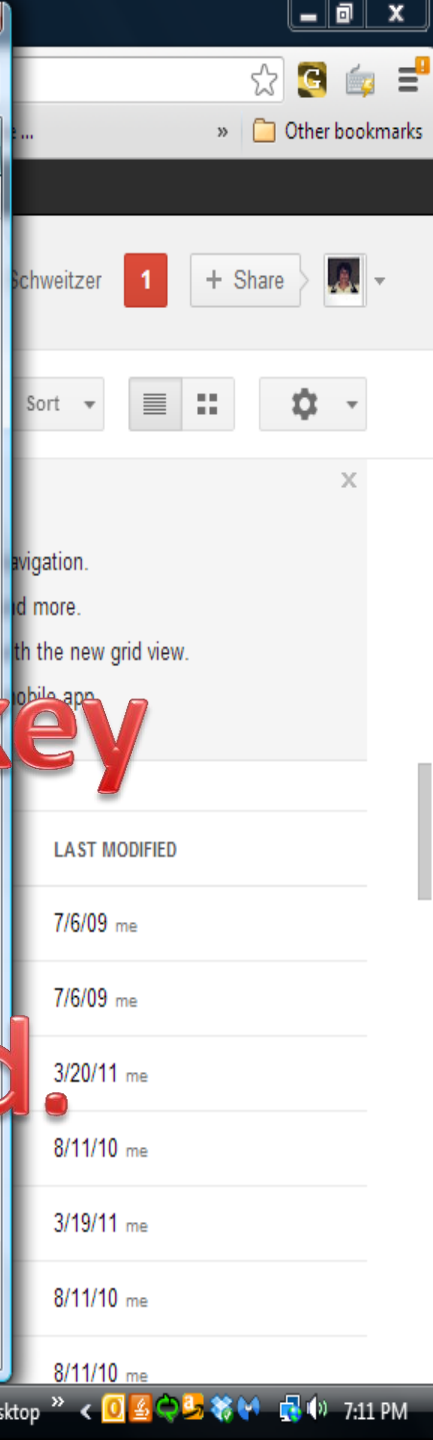 X
G
...
» Other bookmarks
Schweitzer 1 + Share
Sort
x
avigation.
d more.
th the new grid view.
mobile app
key
LAST MODIFIED
7/6/09 me
7/6/09 me
d.
3/20/11 me
8/11/10 me
3/19/11 me
8/11/10 me
8/11/10 me
sktop » < 7:11 PM